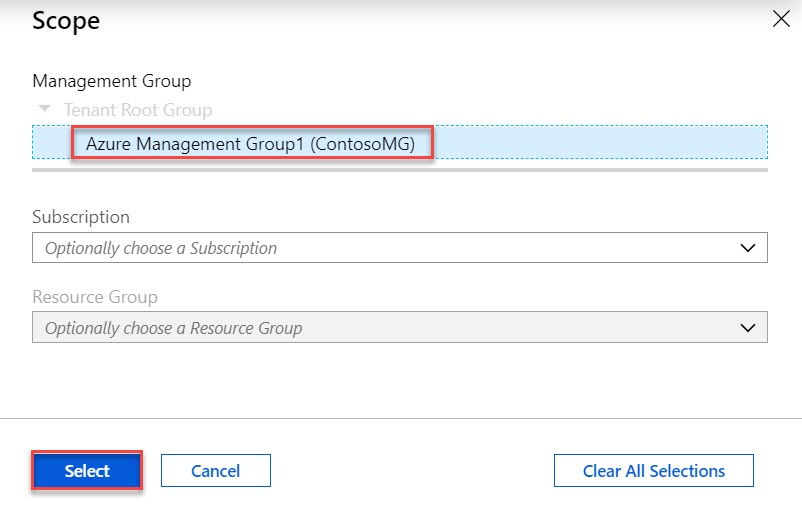 Scope
Management Group
Tenant Root Group
Azure Management Group1 (ContosoMG)
Subscription
Optionally choose a Subscription
Resource Group
Optionally choose a Resource Group
Select
Cancel
Clear All Selections